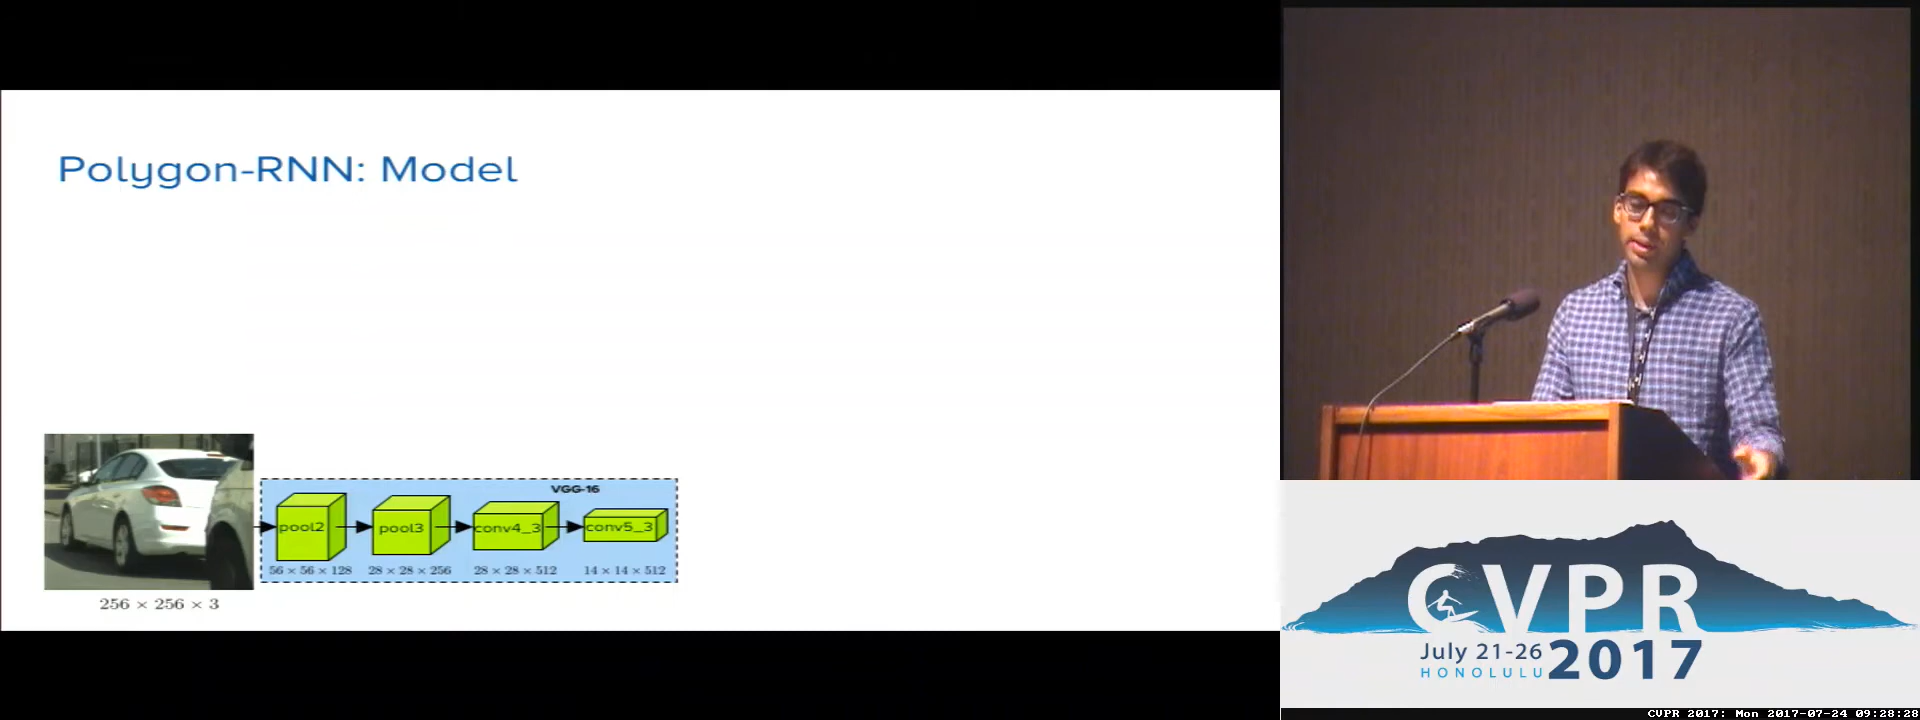 Polygon-RNN: Model
VGG-16
pool2
pool3
conv4_3
conv5_3
56 × 56 × 128
28 × 28 × 256
28 × 28 × 512
14 × 14 × 512
256 × 256 × 3
CVPR
July 21-26
HONOLULU
2017
CVPR 2017: Mon 2017-07-24 09:28:28